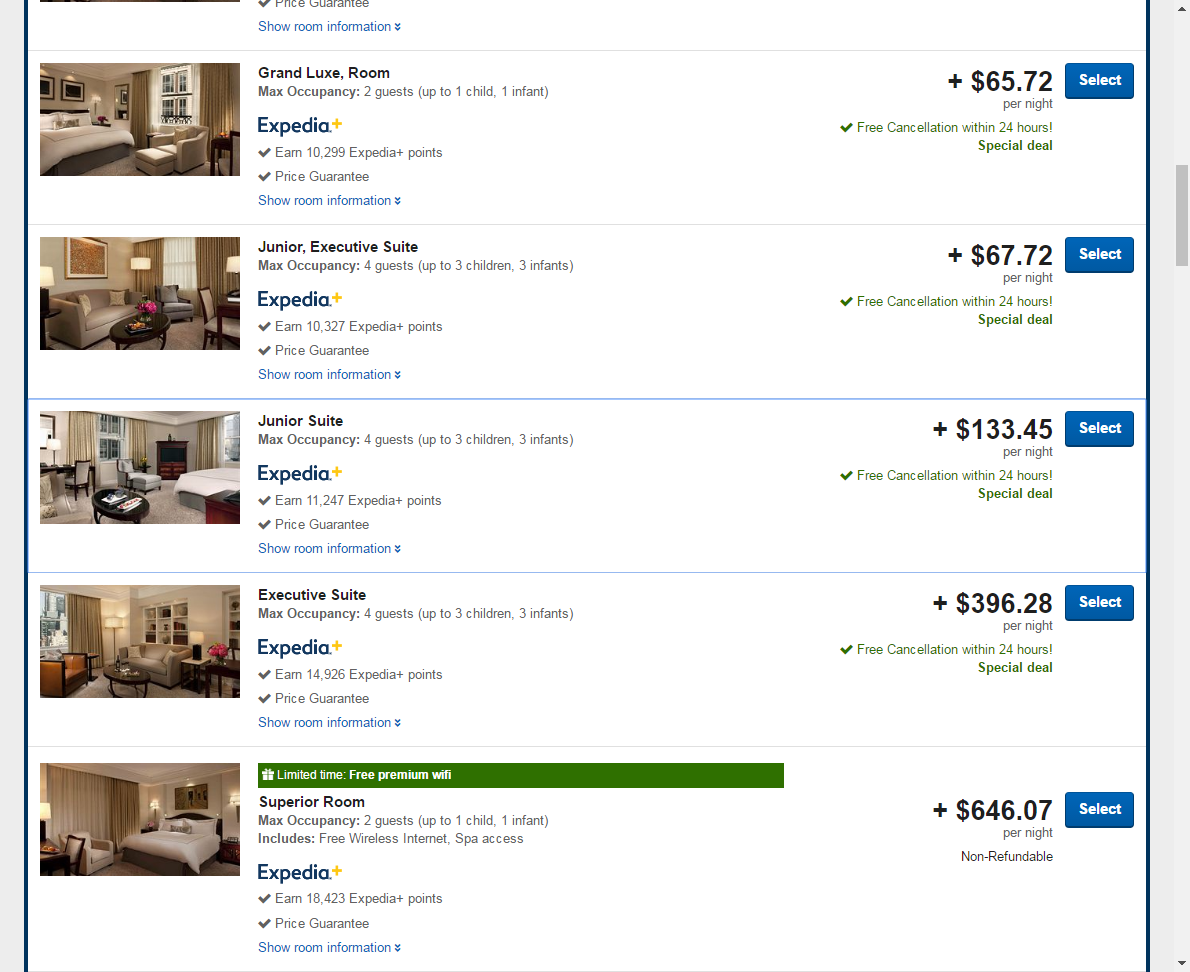 Price Guarantee
Show room information
Grand Luxe, Room
Max Occupancy: 2 guests (up to 1 child, 1 infant)
Expedia+
Earn 10,299 Expedia+ points
Price Guarantee
Show room information
+ $65.72
per night
Free Cancellation within 24 hours!
Special deal
Select
Junior, Executive Suite
Max Occupancy: 4 guests (up to 3 children, 3 infants)
Expedia+
Earn 10,327 Expedia+ points
Price Guarantee
Show room information
+ $67.72
per night
Free Cancellation within 24 hours!
Special deal
Select
Junior Suite
Max Occupancy: 4 guests (up to 3 children, 3 infants)
Expedia+
Earn 11,247 Expedia+ points
Price Guarantee
Show room information
+ $133.45
per night
Free Cancellation within 24 hours!
Special deal
Select
Executive Suite
Max Occupancy: 4 guests (up to 3 children, 3 infants)
Expedia+
Earn 14,926 Expedia+ points
Price Guarantee
Show room information
+ $396.28
per night
Free Cancellation within 24 hours!
Special deal
Select
Limited time: Free premium wifi
Superior Room
Max Occupancy: 2 guests (up to 1 child, 1 infant)
Includes: Free Wireless Internet, Spa access
Expedia+
Earn 18,423 Expedia+ points
Price Guarantee
Show room information
+ $646.07
per night
Non-Refundable
Select